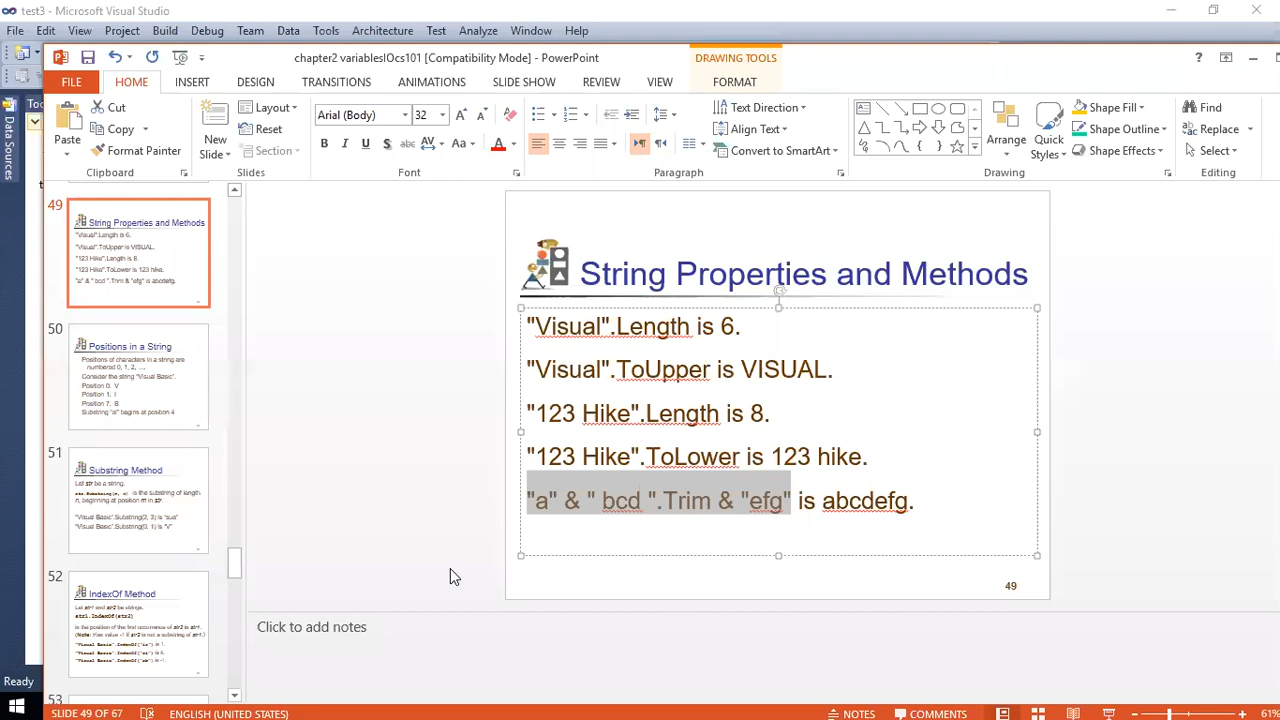 test3 - Microsoft Visual Studio
File Edit View Project Build Debug Team Data Tools Architecture Test Analyze Window Help
chapter2 variablesIOcs101 [Compatibility Mode] - PowerPoint
DRAWING TOOLS
FILE HOME INSERT DESIGN TRANSITIONS ANIMATIONS SLIDE SHOW REVIEW VIEW FORMAT
Paste
Cut
Copy
Format Painter
Clipboard
New
Slide
Layout
Reset
Section
Slides
Arial (Body) 32
B I U S abc AV Aa A
Font
Text Direction
Align Text
Convert to SmartArt
Paragraph
Arrange
Quick
Styles
Shape Fill
Shape Outline
Shape Effects
Drawing
Find
Replace
Select
Editing
Data Sources
Too
49
String Properties and Methods
"Visual".Length is 6.
"Visual".ToUpper is VISUAL.
"123 Hike".Length is 8.
"123 Hike".ToLower is 123 hike.
"a" & " bcd ".Trim & "efg" is abcdefg.
50
Positions in a String
Positions of characters in a string are
numbered 0, 1, 2, ....
Consider the string "Visual Basic".
Position 0: V
Position 1: I
Position 7: B
Substring "al" begins at position 4
51
Substring Method
Let str be a string.
str.Substring(m, n) is the substring of length
n, beginning at position m in str.
"Visual Basic".Substring(2, 3) is "sua"
"Visual Basic".Substring(0, 1) is "V"
52
IndexOf Method
Let str1 and str2 be strings.
str1.IndexOf(str2)
is the position of the first occurrence of str2 in str1.
(Note: Has value -1 if str2 is not a substring of str1.)
"Visual Basic".IndexOf("is") is 1.
"Visual Basic".IndexOf("si") is 9.
53
String Properties and Methods
"Visual".Length is 6.
"Visual".ToUpper is VISUAL.
"123 Hike".Length is 8.
"123 Hike".ToLower is 123 hike.
"a" & " bcd ".Trim & "efg" is abcdefg.
49
Click to add notes
Ready
SLIDE 49 OF 67 ENGLISH (UNITED STATES) NOTES COMMENTS 61%